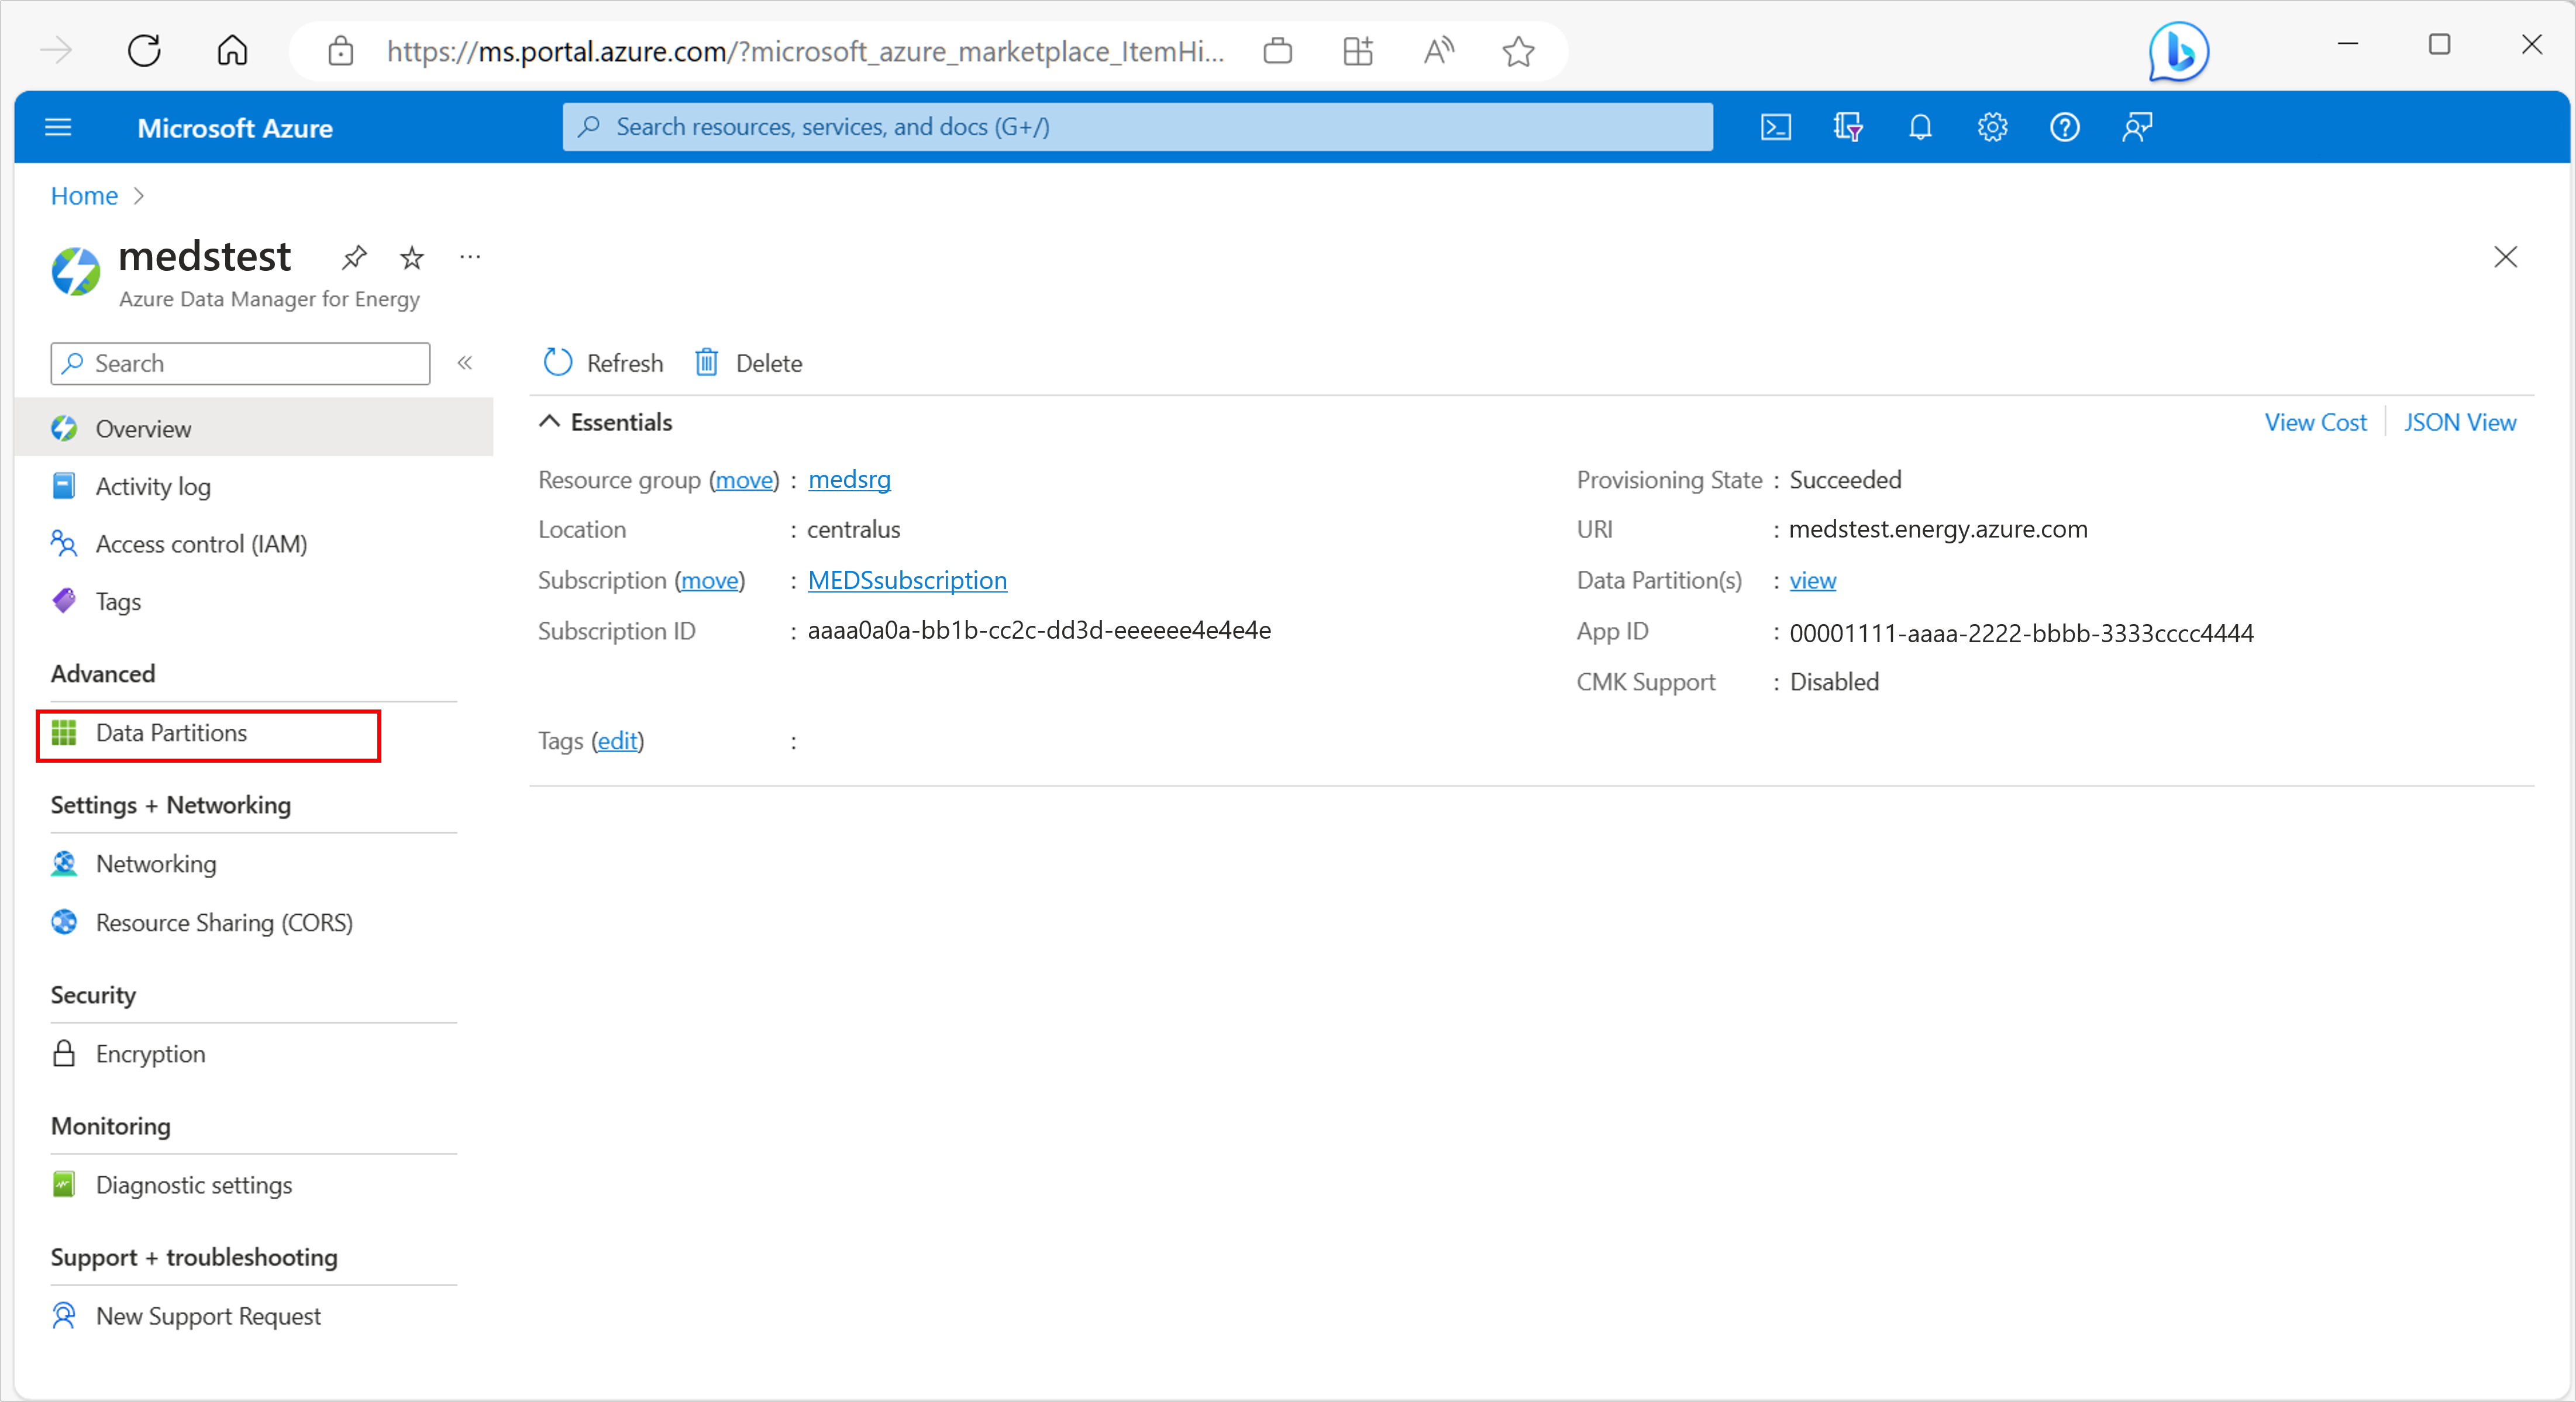 https://ms.portal.azure.com/?microsoft_azure_marketplace_ItemHi...
Microsoft Azure
Search resources, services, and docs (G+/)
Home
medstest
Azure Data Manager for Energy
Search
Refresh
Delete
Overview
Activity log
Access control (IAM)
Tags
Advanced
Data Partitions
Settings + Networking
Networking
Resource Sharing (CORS)
Security
Encryption
Monitoring
Diagnostic settings
Support + troubleshooting
New Support Request
Essentials
View Cost
JSON View
Resource group (move) : medsrg
Location : centralus
Subscription (move) : MEDSsubscription
Subscription ID : aaaa0a0a-bb1b-cc2c-dd3d-eeeeee4e4e4e
Tags (edit) :
Provisioning State : Succeeded
URI : medstest.energy.azure.com
Data Partition(s) : view
App ID : 00001111-aaaa-2222-bbbb-3333cccc4444
CMK Support : Disabled